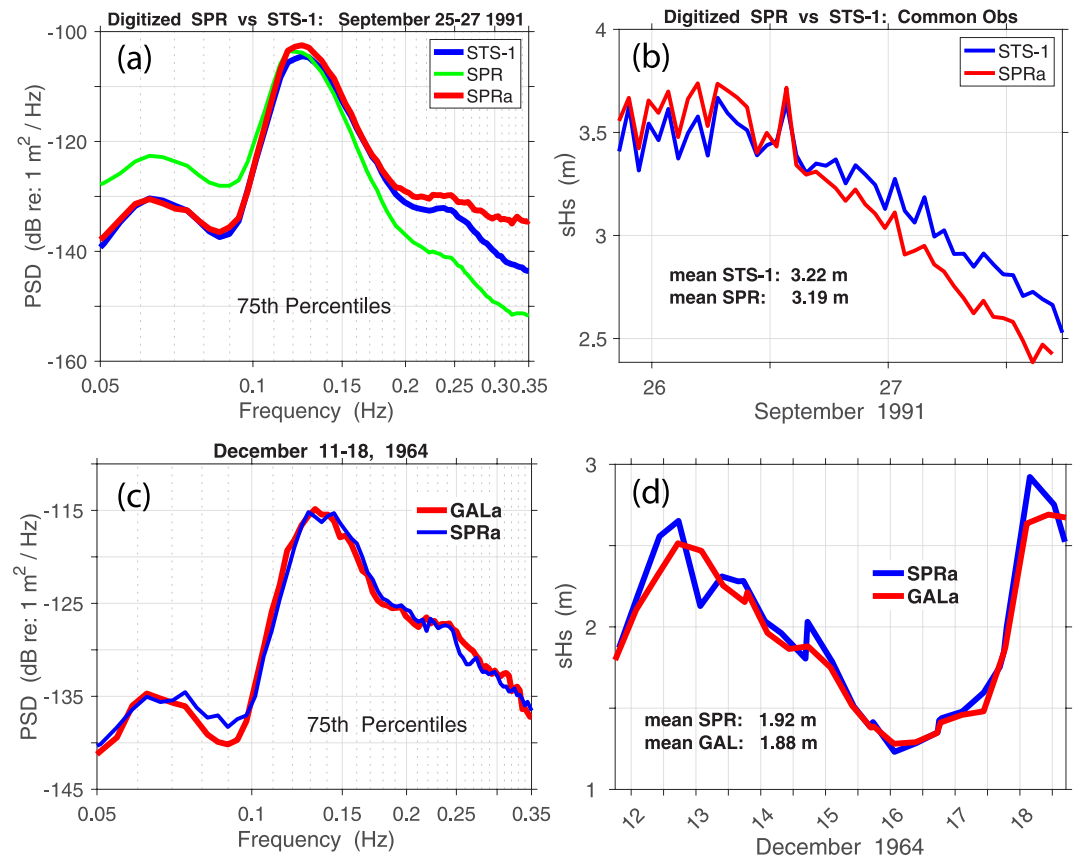 Digitized SPR vs STS-1: September 25-27 1991
(a)
STS-1
SPR
SPRa
-100
-120
-140
-160
PSD (dB re: 1 m² / Hz)
75th Percentiles
0.05 0.1 0.15 0.2 0.25 0.30 0.35
Frequency (Hz)
Digitized SPR vs STS-1: Common Obs
(b)
STS-1
SPRa
4
3.5
3
2.5
sHs (m)
mean STS-1: 3.22 m
mean SPR: 3.19 m
26 27
September 1991
December 11-18, 1964
(c)
GALa
SPRa
-115
-125
-135
-145
PSD (dB re: 1 m² / Hz)
75th Percentiles
0.05 0.1 0.15 0.2 0.25 0.30 0.35
Frequency (Hz)
(d)
SPRa
GALa
3
2
1
sHs (m)
mean SPR: 1.92 m
mean GAL: 1.88 m
12 13 14 15 16 17 18
December 1964